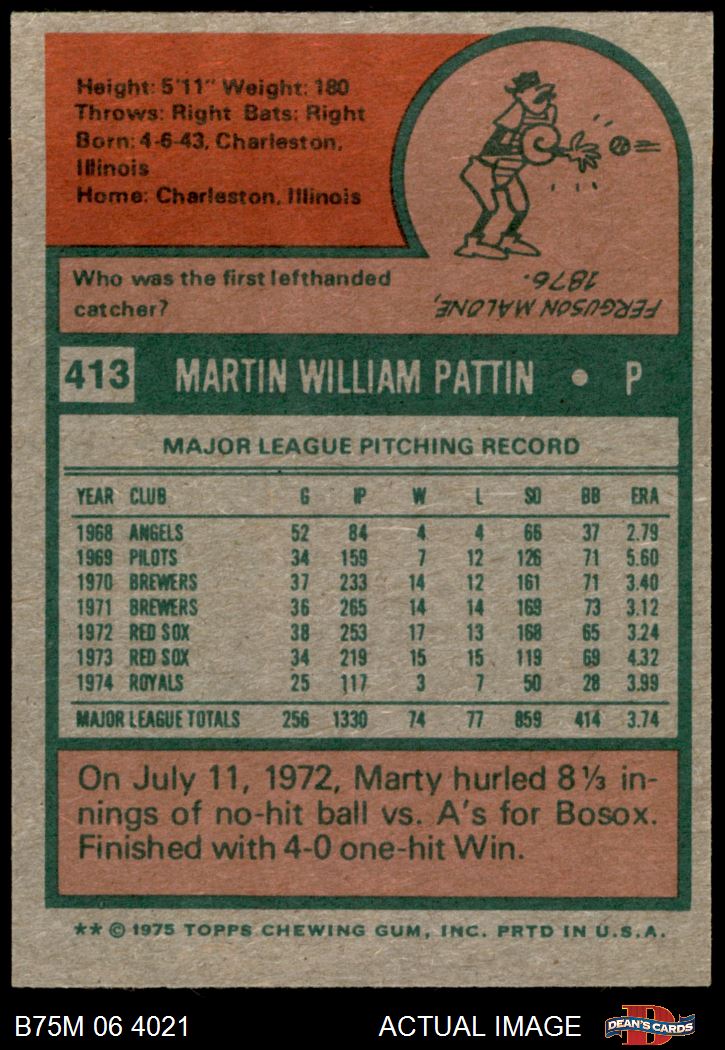 Height: 5'11" Weight: 180
Throws: Right Bats: Right
Born: 4-6-43, Charleston,
Illinois
Home: Charleston, Illinois
Who was the first lefthanded
catcher?
FERGUSON MALONE,
1876.
413 MARTIN WILLIAM PATTIN • P
MAJOR LEAGUE PITCHING RECORD
YEAR CLUB G IP W L SO BB ERA
1968 ANGELS 52 84 4 4 66 37 2.79
1969 PILOTS 34 159 7 12 126 71 5.60
1970 BREWERS 37 233 14 12 161 71 3.40
1971 BREWERS 36 265 14 14 169 73 3.12
1972 RED SOX 38 253 17 13 168 65 3.24
1973 RED SOX 34 219 15 15 119 69 4.32
1974 ROYALS 25 117 3 7 50 28 3.99
MAJOR LEAGUE TOTALS 256 1330 74 77 859 414 3.74
On July 11, 1972, Marty hurled 8⅓ in-
nings of no-hit ball vs. A's for Bosox.
Finished with 4-0 one-hit Win.
** © 1975 TOPPS CHEWING GUM, INC. PRTD IN U.S.A.
B75M 06 4021 ACTUAL IMAGE D DEAN'S CARDS